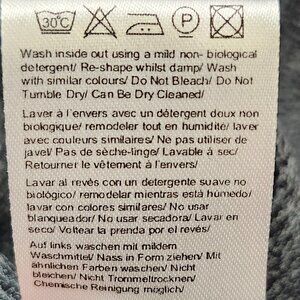 30°C P
Wash inside out using a mild non- biological
detergent/ Re-shape whilst damp/ Wash
with similar colours/ Do Not Bleach/ Do Not
Tumble Dry/ Can Be Dry Cleaned/
Laver à l'envers avec un détergent doux non
biologique/ remodeler tout en humidité/ laver
avec couleurs similaires/ Ne pas utiliser de
javel/ Pas de sèche-linge/ Lavable à sec/
Retourner le vêtement à l'envers/
Lavar al revés con un detergente suave no
biológico/ remodelar mientras está húmedo/
lavar con colores similares/ No usar
blanqueador/ No usar secadora/ Lavar en
seco/ Voltear la prenda por el revés/
Auf links waschen mit mildem
Waschmittel/ Nass in Form ziehen/ Mit
ähnlichen Farben waschen/ Nicht
bleichen/ Nicht Trommeltrocknen/
Chemische Reinigung möglich/